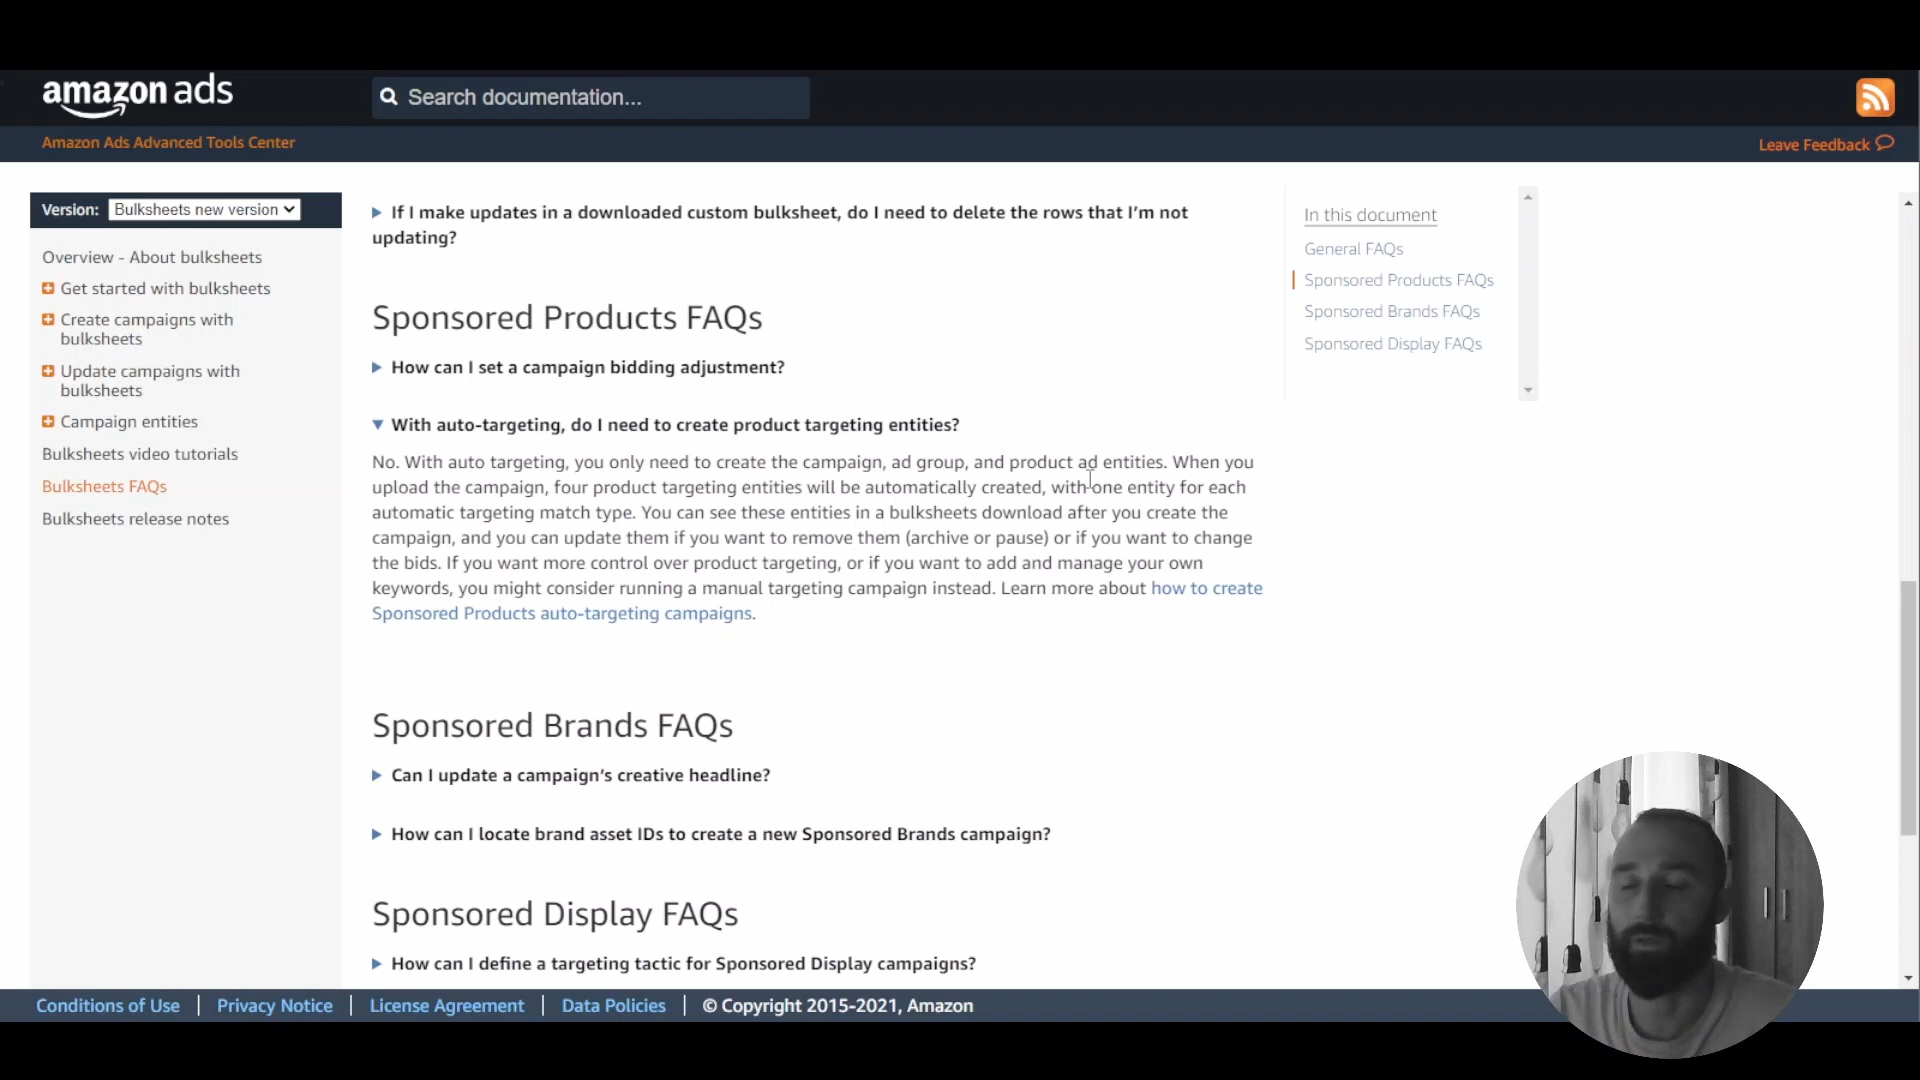 amazon ads
Search documentation...
Amazon Ads Advanced Tools Center
Leave Feedback
Version: Bulksheets new version
Overview - About bulksheets
Get started with bulksheets
Create campaigns with
bulksheets
Update campaigns with
bulksheets
Campaign entities
Bulksheets video tutorials
Bulksheets FAQs
Bulksheets release notes
If I make updates in a downloaded custom bulksheet, do I need to delete the rows that I’m not
updating?
Sponsored Products FAQs
How can I set a campaign bidding adjustment?
With auto-targeting, do I need to create product targeting entities?
No. With auto targeting, you only need to create the campaign, ad group, and product ad entities. When you
upload the campaign, four product targeting entities will be automatically created, with one entity for each
automatic targeting match type. You can see these entities in a bulksheets download after you create the
campaign, and you can update them if you want to remove them (archive or pause) or if you want to change
the bids. If you want more control over product targeting, or if you want to add and manage your own
keywords, you might consider running a manual targeting campaign instead. Learn more about how to create
Sponsored Products auto-targeting campaigns.
Sponsored Brands FAQs
Can I update a campaign’s creative headline?
How can I locate brand asset IDs to create a new Sponsored Brands campaign?
Sponsored Display FAQs
How can I define a targeting tactic for Sponsored Display campaigns?
In this document
General FAQs
Sponsored Products FAQs
Sponsored Brands FAQs
Sponsored Display FAQs
Conditions of Use | Privacy Notice | License Agreement | Data Policies | © Copyright 2015-2021, Amazon